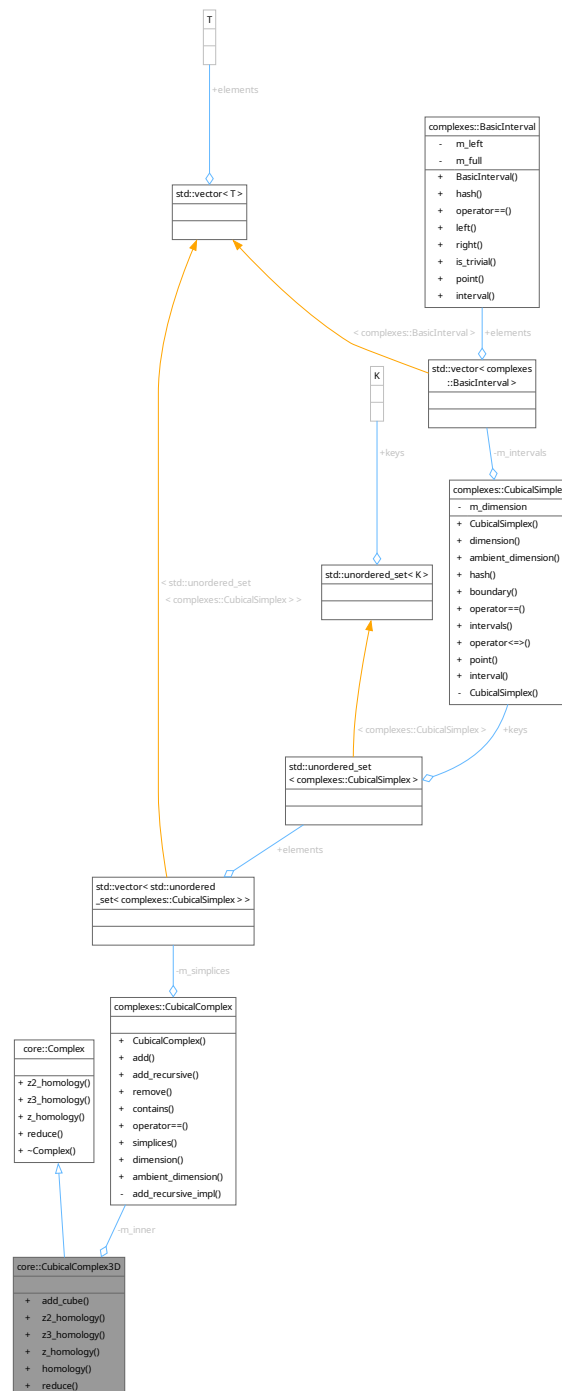 T
+elements
complexes::BasicInterval
- m_left
- m_full
+ BasicInterval()
+ hash()
+ operator==()
+ left()
+ right()
+ is_trivial()
+ point()
+ interval()
std::vector< T >
< complexes::BasicInterval >
+elements
std::vector< complexes
::BasicInterval >
K
+keys
-m_intervals
complexes::CubicalSimple
- m_dimension
+ CubicalSimplex()
+ dimension()
+ ambient_dimension()
+ hash()
+ boundary()
+ operator==()
+ intervals()
+ operator<=>()
+ point()
+ interval()
- CubicalSimplex()
std::unordered_set< K >
< std::unordered_set
< complexes::CubicalSimplex > >
< complexes::CubicalSimplex >
+keys
std::unordered_set
< complexes::CubicalSimplex >
+elements
std::vector< std::unordered
_set< complexes::CubicalSimplex > >
-m_simplices
complexes::CubicalComplex
+ CubicalComplex()
+ add()
+ add_recursive()
+ remove()
+ contains()
+ operator==()
+ simplices()
+ dimension()
+ ambient_dimension()
- add_recursive_impl()
core::Complex
+ z2_homology()
+ z3_homology()
+ z_homology()
+ reduce()
+ ~Complex()
-m_inner
core::CubicalComplex3D
+ add_cube()
+ z2_homology()
+ z3_homology()
+ z_homology()
+ homology()
+ reduce()